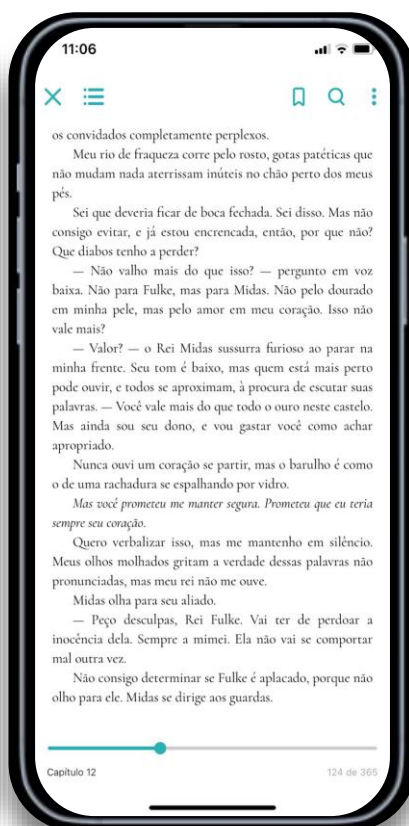 11:06
os convidados completamente perplexos.
Meu rio de fraqueza corre pelo rosto, gotas patéticas que
não mudam nada aterrissam inúteis no chão perto dos meus
pés.
Sei que deveria ficar de boca fechada. Sei disso. Mas não
consigo evitar, e já estou encrencada, então, por que não?
Que diabos tenho a perder?
— Não valho mais do que isso? — pergunto em voz
baixa. Não para Fulke, mas para Midas. Não pelo dourado
em minha pele, mas pelo amor em meu coração. Isso não
vale mais?
— Valor? — o Rei Midas sussurra furioso ao parar na
minha frente. Seu tom é baixo, mas quem está mais perto
pode ouvir, e todos se aproximam, à procura de escutar suas
palavras. — Você vale mais do que todo o ouro neste castelo.
Mas ainda sou seu dono, e vou gastar você como achar
apropriado.
Nunca ouvi um coração se partir, mas o barulho é como
o de uma rachadura se espalhando por vidro.
Mas você prometeu me manter segura. Prometeu que eu teria
sempre seu coração.
Quero verbalizar isso, mas me mantenho em silêncio.
Meus olhos molhados gritam a verdade dessas palavras não
pronunciadas, mas meu rei não me ouve.
Midas olha para seu aliado.
— Peço desculpas, Rei Fulke. Vai ter de perdoar a
inocência dela. Sempre a mimei. Ela não vai se comportar
mal outra vez.
Não consigo determinar se Fulke é aplacado, porque não
olho para ele. Midas se dirige aos guardas.
Capítulo 12
124 de 365